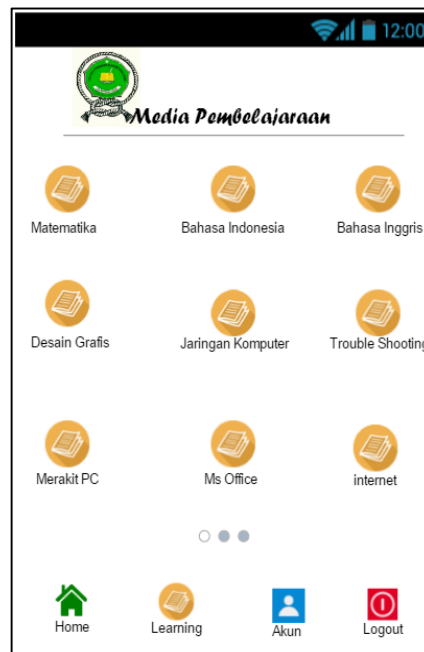 12:00
Media Pembelajaraan
Matematika
Bahasa Indonesia
Bahasa Inggris
Desain Grafis
Jaringan Komputer
Trouble Shooting
Merakit PC
Ms Office
internet
Home
Learning
Akun
Logout